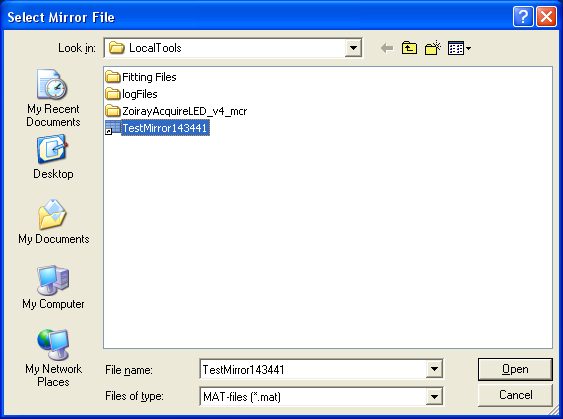 Select Mirror File
Look in:
LocalTools
My Recent
Documents
Desktop
My Documents
My Computer
My Network
Places
Fitting Files
logFiles
ZoirayAcquireLED_v4_mcr
TestMirror143441
File name:
TestMirror143441
Open
Files of type:
MAT-files (*.mat)
Cancel